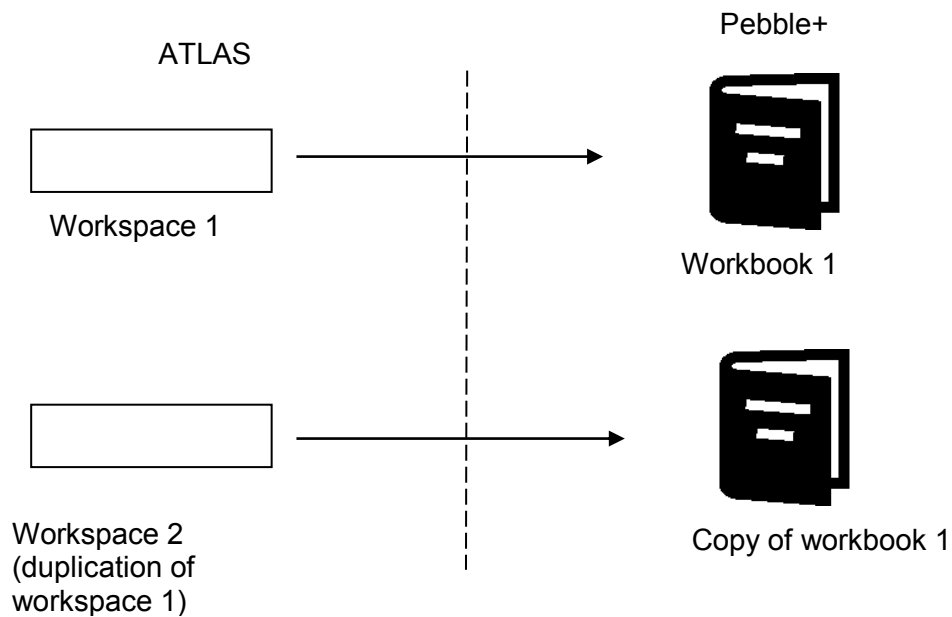 ATLAS
Pebble+
Workspace 1
Workbook 1
Workspace 2
(duplication of
workspace 1)
Copy of workbook 1